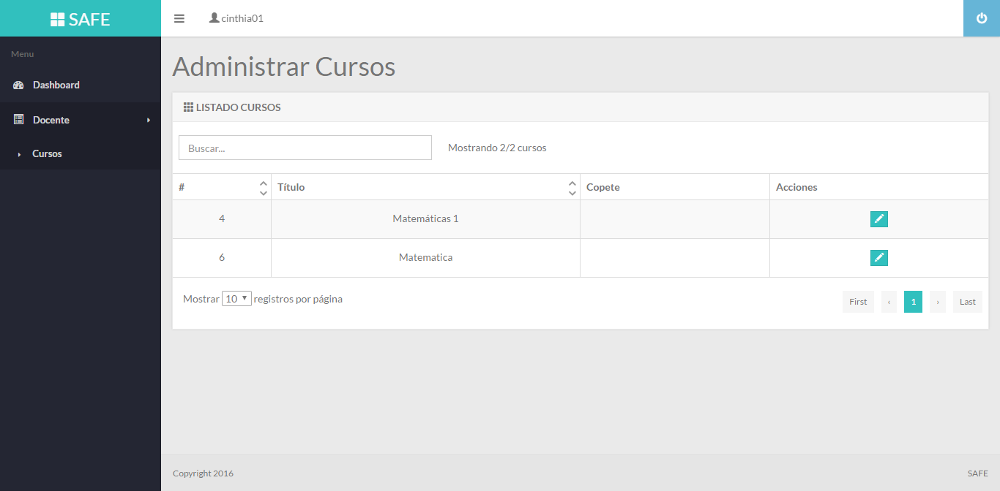 SAFE
cinthia01
Menu
Dashboard
Docente
Cursos
Administrar Cursos
LISTADO CURSOS
Buscar...
Mostrando 2/2 cursos
# Título Copete Acciones
4 Matemáticas 1
6 Matematica
Mostrar 10 registros por página
First ‹ 1 › Last
Copyright 2016
SAFE